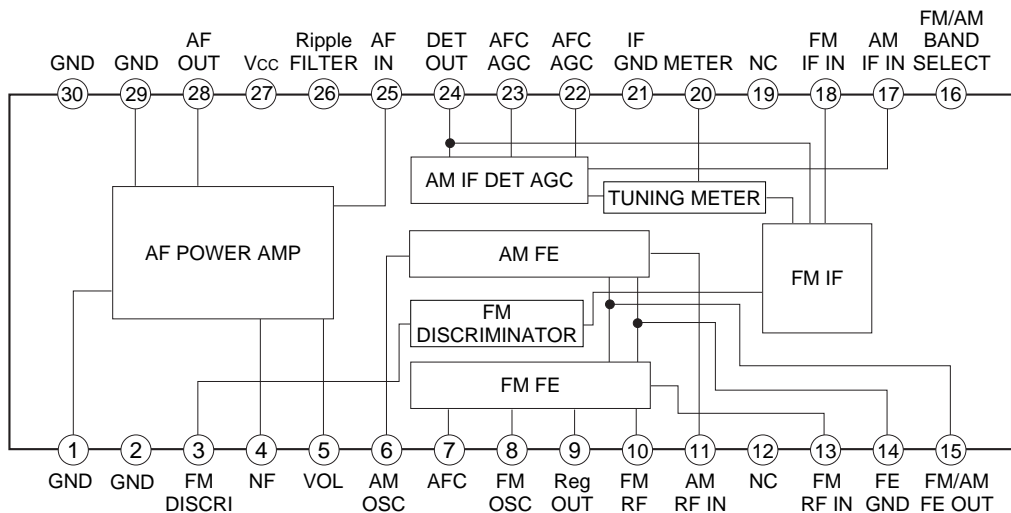 GND
GND
AF
OUT
Vcc
Ripple
FILTER
AF
IN
DET
OUT
AFC
AGC
AFC
AGC
IF
GND
METER
NC
FM
IF IN
AM
IF IN
FM/AM
BAND
SELECT
30
29
28
27
26
25
24
23
22
21
20
19
18
17
16
AM IF DET AGC
TUNING METER
AF POWER AMP
AM FE
FM IF
FM
DISCRIMINATOR
FM FE
1
2
3
4
5
6
7
8
9
10
11
12
13
14
15
GND
GND
FM
DISCRI
NF
VOL
AM
OSC
AFC
FM
OSC
Reg
OUT
FM
RF
AM
RF IN
NC
FM
RF IN
FE
GND
FM/AM
FE OUT